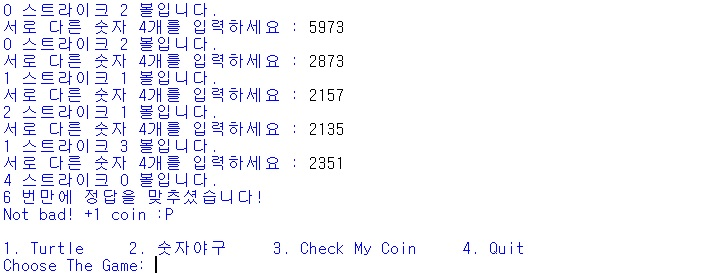 0 스트라이크 2 볼입니다.
서로 다른 숫자 4개를 입력하세요 : 5973
0 스트라이크 2 볼입니다.
서로 다른 숫자 4개를 입력하세요 : 2873
1 스트라이크 1 볼입니다.
서로 다른 숫자 4개를 입력하세요 : 2157
2 스트라이크 1 볼입니다.
서로 다른 숫자 4개를 입력하세요 : 2135
1 스트라이크 3 볼입니다.
서로 다른 숫자 4개를 입력하세요 : 2351
4 스트라이크 0 볼입니다.
6 번만에 정답을 맞추셨습니다!
Not bad! +1 coin :P
1. Turtle 2. 숫자야구 3. Check My Coin 4. Quit
Choose The Game: